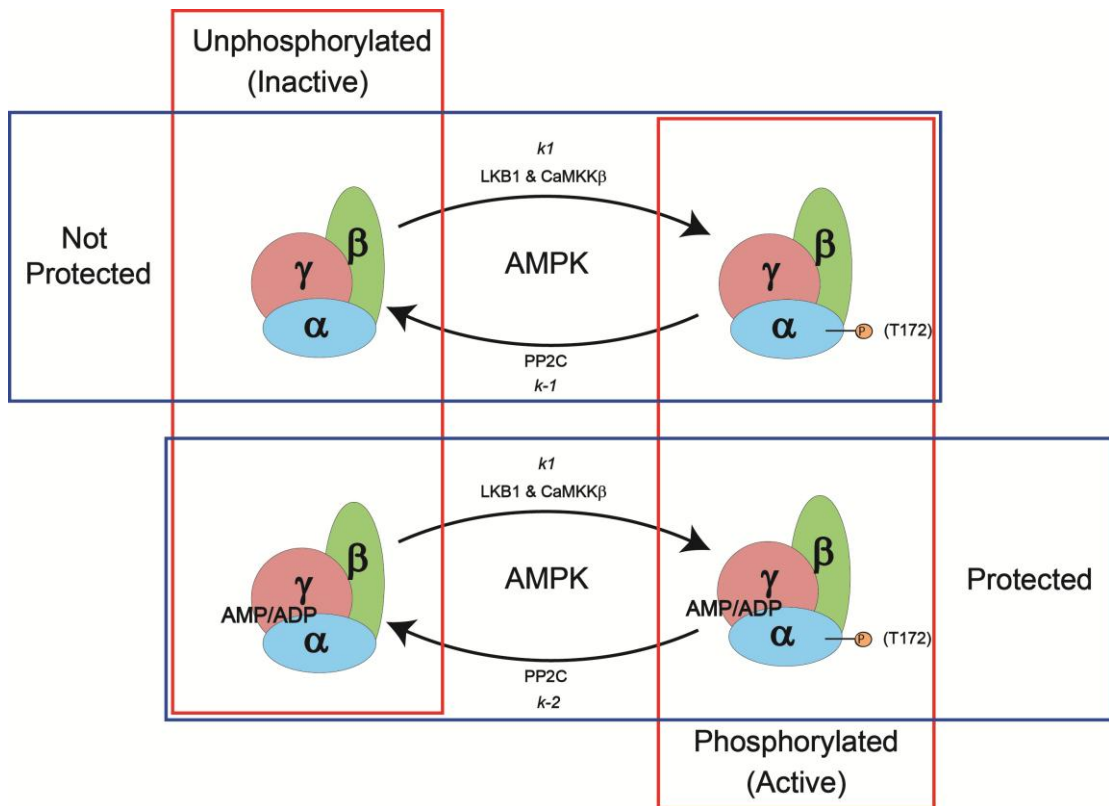 Unphosphorylated
(Inactive)
k1
LKB1 & CaMKKβ
Not
Protected
β
γ
α
AMPK
β
γ
α
P
(T172)
PP2C
k-1
k1
LKB1 & CaMKKβ
β
γ
AMP/ADP
α
AMPK
β
γ
AMP/ADP
α
P
(T172)
Protected
PP2C
k-2
Phosphorylated
(Active)